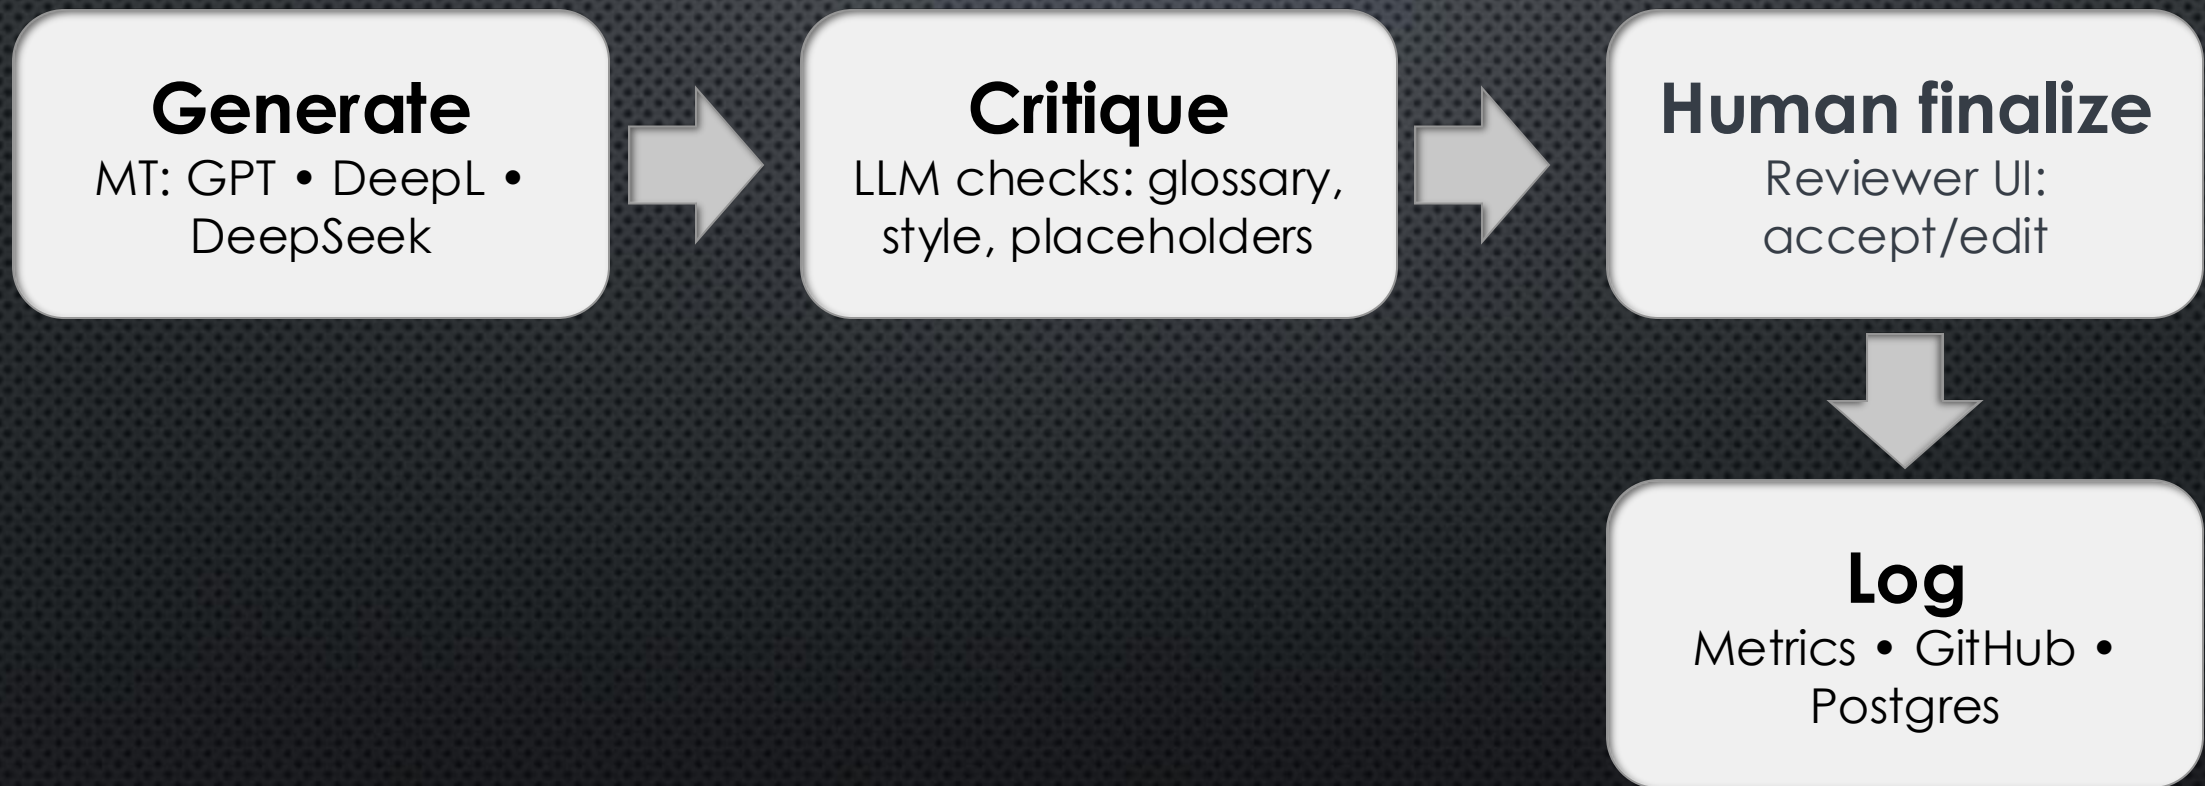 Generate
MT: GPT • DeepL •
DeepSeek
Critique
LLM checks: glossary,
style, placeholders
Human finalize
Reviewer UI:
accept/edit
Log
Metrics • GitHub •
Postgres